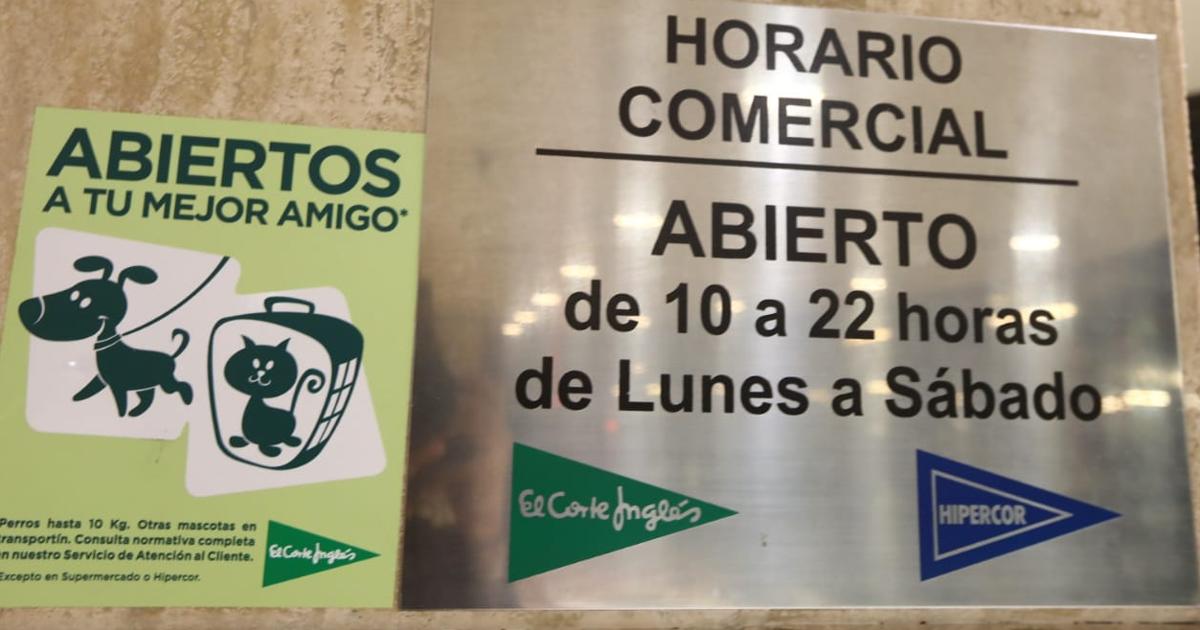 ABIERTOS
A TU MEJOR AMIGO*
Perros hasta 10 Kg. Otras mascotas en
transportín. Consulta normativa completa
en nuestro Servicio de Atención al Cliente.
Excepto en Supermercado o Hipercor.
El Corte Inglés
HORARIO
COMERCIAL
ABIERTO
de 10 a 22 horas
de Lunes a Sábado
El Corte Inglés
HIPERCOR